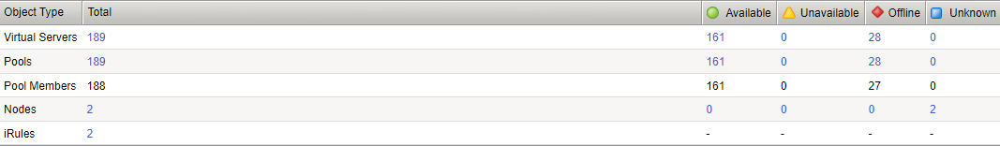 Object Type Total Available Unavailable Offline Unknown
Virtual Servers 189 161 0 28 0
Pools 189 161 0 28 0
Pool Members 188 161 0 27 0
Nodes 2 0 0 0 2
iRules 2 - - - -